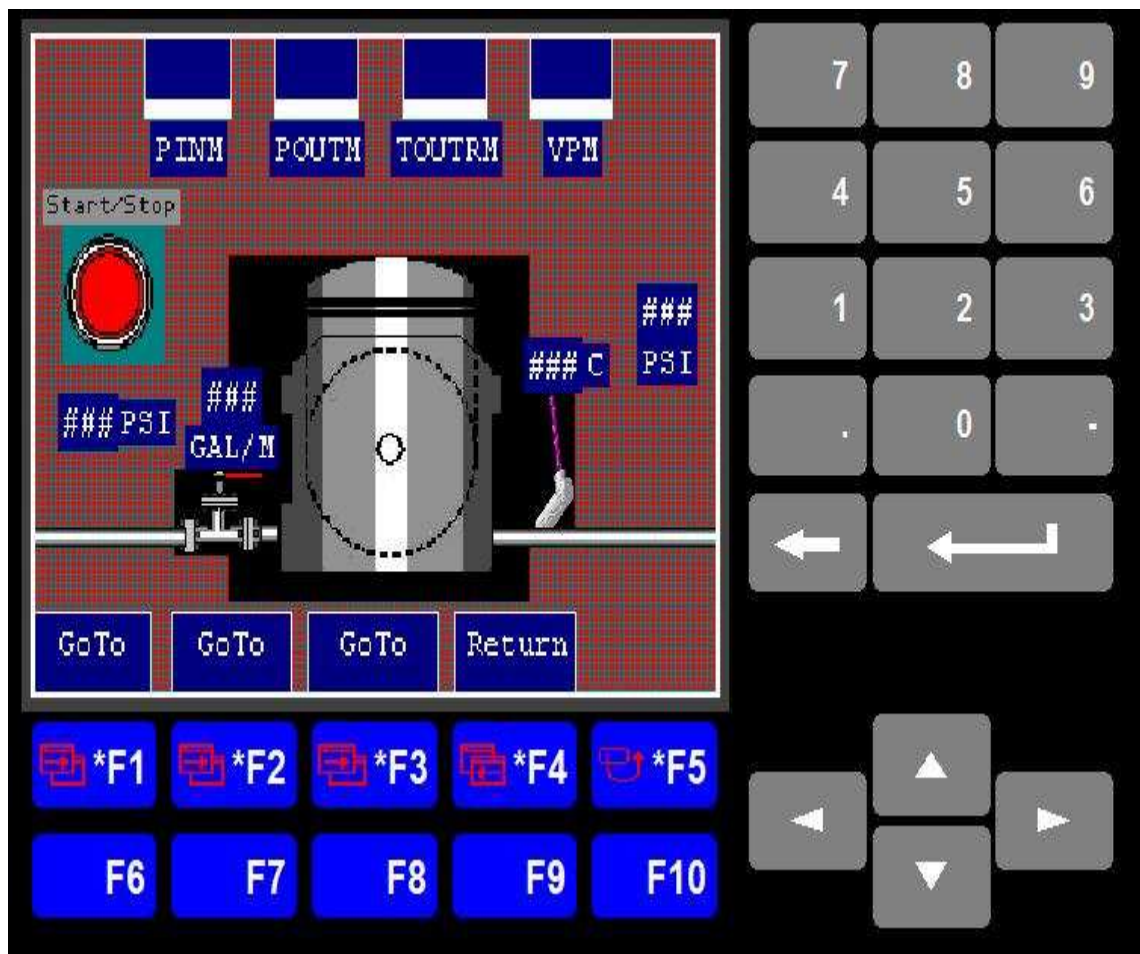 PINM POUTM TOUTRM VPM
Start/Stop
###
PSI
### C
###
GAL/M
### PSI
GoTo GoTo GoTo Return
*F1 *F2 *F3 *F4 *F5
F6 F7 F8 F9 F10
7 8 9
4 5 6
1 2 3
. 0 -